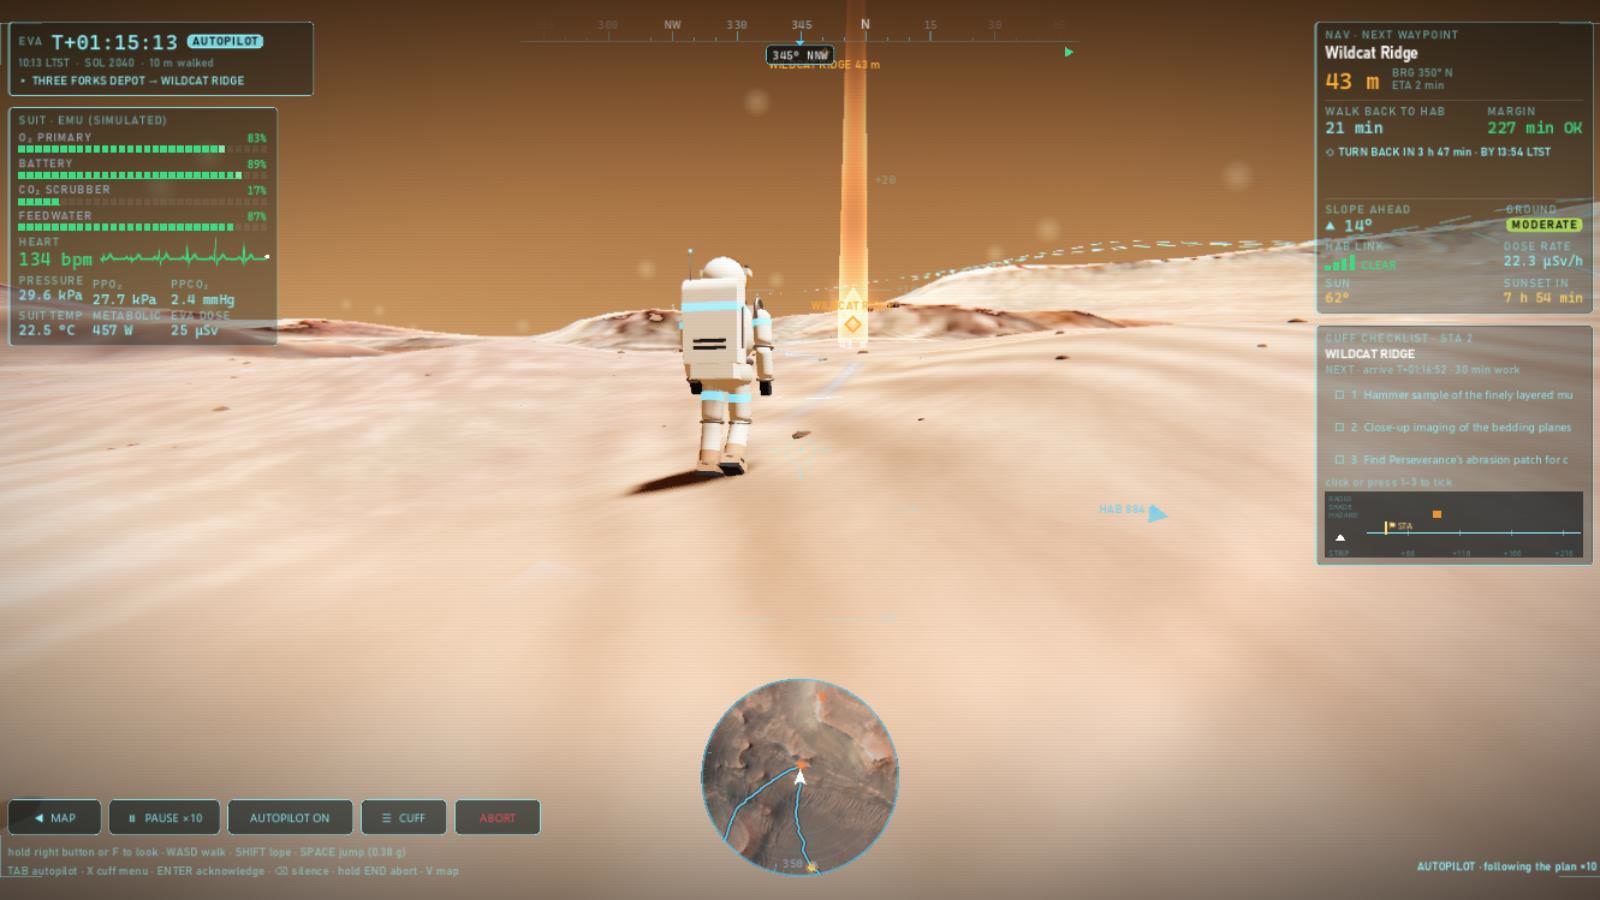 EVA T+01:15:13 AUTOPILOT
10:13 LTST · SOL 2040 · 10 m walked
• THREE FORKS DEPOT → WILDCAT RIDGE
SUIT · EMU (SIMULATED)
O₂ PRIMARY 83%
BATTERY 89%
CO₂ SCRUBBER 17%
FEEDWATER 87%
HEART
134 bpm
PRESSURE PPO₂ PPCO₂
29.6 kPa 27.7 kPa 2.4 mmHg
SUIT TEMP METABOLIC EVA DOSE
22.5 °C 457 W 25 µSv
300 NW 330 345 N 15 30
345° NNW
WILDCAT RIDGE 43 m
+20
HAB 884
NAV · NEXT WAYPOINT
Wildcat Ridge
43 m BRG 350° N
ETA 2 min
WALK BACK TO HAB MARGIN
21 min 227 min OK
⟲ TURN BACK IN 3 h 47 min · BY 13:54 LTST
SLOPE AHEAD GROUND
▲ 14° MODERATE
HAB LINK DOSE RATE
CLEAR 22.3 µSv/h
SUN SUNSET IN
62° 7 h 54 min
CUFF CHECKLIST · STA 2
WILDCAT RIDGE
NEXT · arrive T+01:16:52 · 30 min work
☐ 1 Hammer sample of the finely layered mu
☐ 2 Close-up imaging of the bedding planes
☐ 3 Find Perseverance's abrasion patch for c
click or press 1–3 to tick
RADIO
SHADE
HAZARD
STA
STRIP
350
◀ MAP
⏸ PAUSE ×10
AUTOPILOT ON
☰ CUFF
ABORT
hold right button or F to look · WASD walk · SHIFT lope · SPACE jump (0.38 g)
TAB autopilot · X cuff menu · ENTER acknowledge · ⌫ silence · hold END abort · V map
AUTOPILOT · following the plan ×10